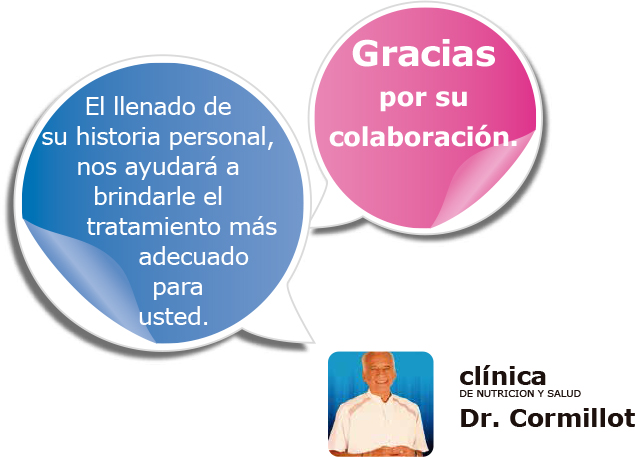 El llenado de
su historia personal,
nos ayudará a
brindarle el
tratamiento más
adecuado
para
usted.
Gracias
por su
colaboración.
clínica
DE NUTRICION Y SALUD
Dr. Cormillot